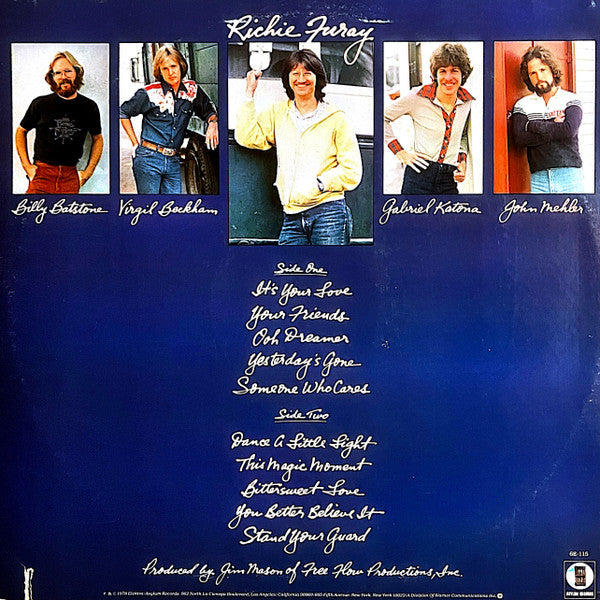 Richie Furay
Billy Batstone
Virgil Beckham
Gabriel Katona
John Mehler
Side One
It's Your Love
Your Friends
Ooh Dreamer
Yesterday's Gone
Someone Who Cares
Side Two
Dance A Little Light
This Magic Moment
Bittersweet Love
You Better Believe It
Stand Your Guard
6E-115
Produced by Jim Mason of Free Flow Productions, Inc.
ASYLUM RECORDS